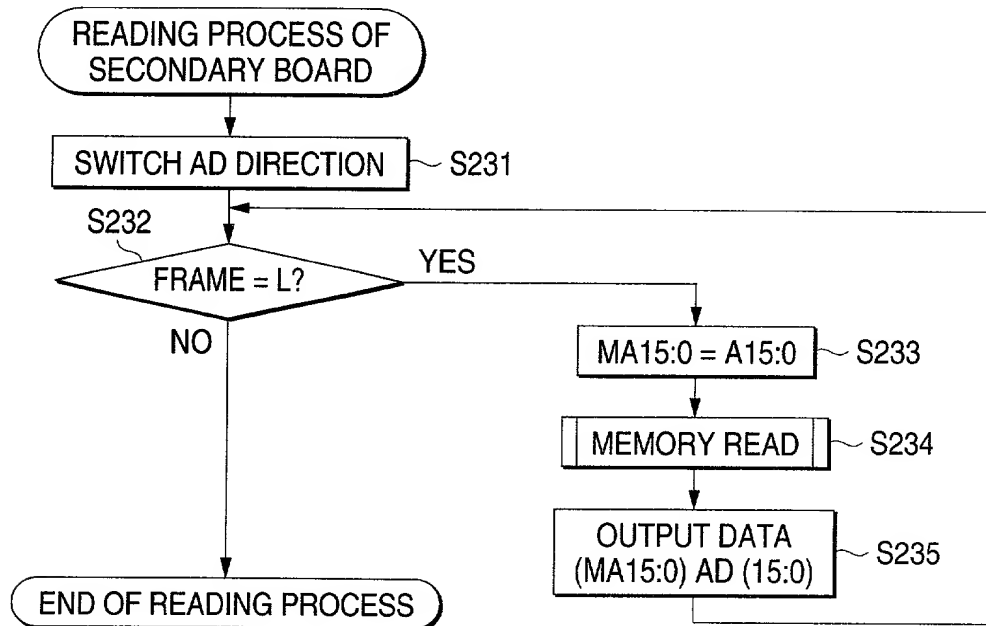 READING PROCESS OF
SECONDARY BOARD
SWITCH AD DIRECTION
S231
S232
FRAME = L?
YES
NO
MA15:0 = A15:0
S233
MEMORY READ
S234
OUTPUT DATA
(MA15:0) AD (15:0)
S235
END OF READING PROCESS